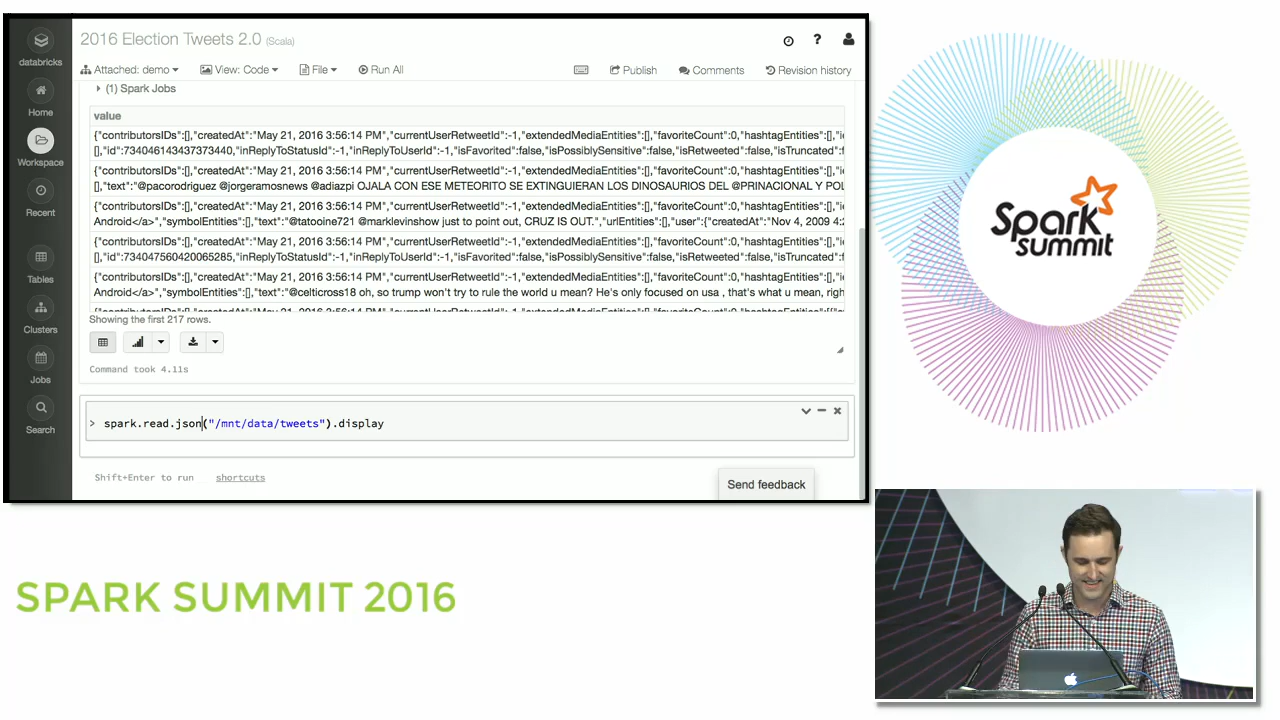 2016 Election Tweets 2.0 (Scala)
databricks
Home
Workspace
Recent
Tables
Clusters
Jobs
Search
Attached: demo
View: Code
File
Run All
Publish
Comments
Revision history
(1) Spark Jobs
value
{"contributorsIDs":[],"createdAt":"May 21, 2016 3:56:14 PM","currentUserRetweetId":-1,"extendedMediaEntities":[],"favoriteCount":0,"hashtagEntities":[],"ie
[],"id":734046143437373440,"inReplyToStatusId":-1,"inReplyToUserId":-1,"isFavorited":false,"isPossiblySensitive":false,"isRetweeted":false,"isTruncated":f
{"contributorsIDs":[],"createdAt":"May 21, 2016 3:56:14 PM","currentUserRetweetId":-1,"extendedMediaEntities":[],"favoriteCount":0,"hashtagEntities":[],"ie
[],"text":"@pacorodriguez @jorgeramosnews @adiazpi OJALA CON ESE METEORITO SE EXTINGUIERAN LOS DINOSAURIOS DEL @PRINACIONAL Y POL
{"contributorsIDs":[],"createdAt":"May 21, 2016 3:56:14 PM","currentUserRetweetId":-1,"extendedMediaEntities":[],"favoriteCount":0,"hashtagEntities":[],"ie
Android</a>","symbolEntities":[],"text":"@tatooine721 @marklevinshow just to point out, CRUZ IS OUT.","urlEntities":[],"user":{"createdAt":"Nov 4, 2009 4:2
{"contributorsIDs":[],"createdAt":"May 21, 2016 3:56:14 PM","currentUserRetweetId":-1,"extendedMediaEntities":[],"favoriteCount":0,"hashtagEntities":[],"ie
[],"id":734047560420065285,"inReplyToStatusId":-1,"inReplyToUserId":-1,"isFavorited":false,"isPossiblySensitive":false,"isRetweeted":false,"isTruncated":f
{"contributorsIDs":[],"createdAt":"May 21, 2016 3:56:14 PM","currentUserRetweetId":-1,"extendedMediaEntities":[],"favoriteCount":0,"hashtagEntities":[],"ie
Android</a>","symbolEntities":[],"text":"@celticross18 oh, so trump won't try to rule the world u mean? He's only focused on usa , that's what u mean, righ
Showing the first 217 rows.
Command took 4.11s
> spark.read.json("/mnt/data/tweets").display
Shift+Enter to run shortcuts
Send feedback
Spark
summit
SPARK SUMMIT 2016